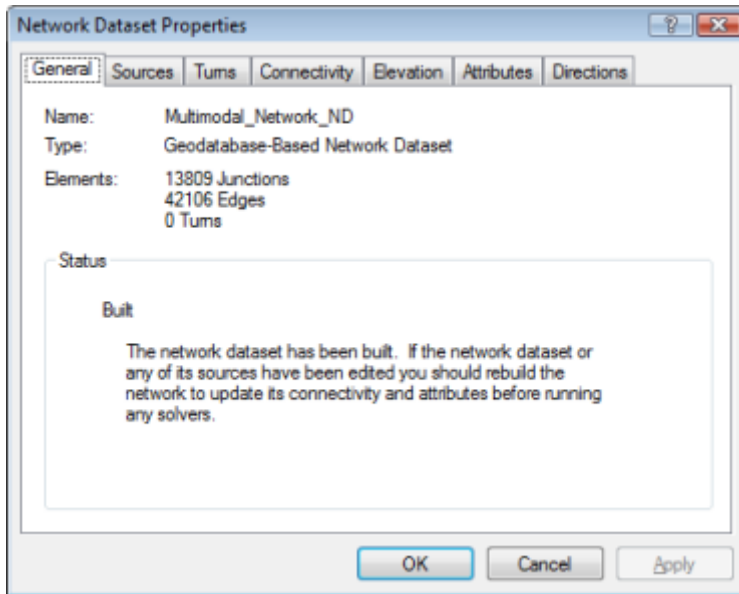 Network Dataset Properties
General Sources Turns Connectivity Elevation Attributes Directions
Name: Multimodal_Network_ND
Type: Geodatabase-Based Network Dataset
Elements: 13809 Junctions
42106 Edges
0 Turns
Status
Built
The network dataset has been built. If the network dataset or
any of its sources have been edited you should rebuild the
network to update its connectivity and attributes before running
any solvers.
OK Cancel Apply